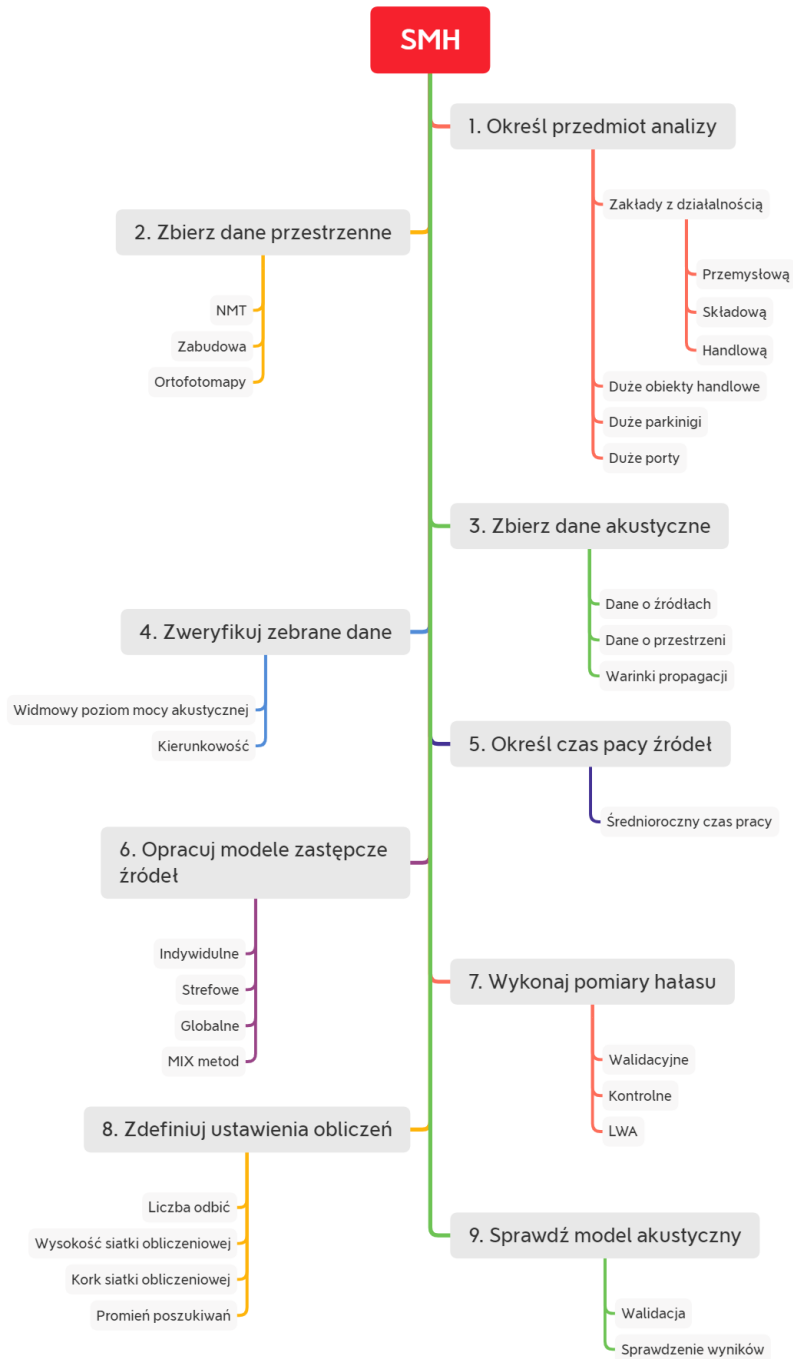 SMH
1. Określ przedmiot analizy
Zakłady z działalnością
Przemysłową
Składową
Handlową
Duże obiekty handlowe
Duże parkinigi
Duże porty
2. Zbierz dane przestrzenne
NMT
Zabudowa
Ortofotomapy
3. Zbierz dane akustyczne
Dane o źródłach
Dane o przestrzeni
Warinki propagacji
4. Zweryfikuj zebrane dane
Widmowy poziom mocy akustycznej
Kierunkowość
5. Określ czas pacy źródeł
Średnioroczny czas pracy
6. Opracuj modele zastępcze
źródeł
Indywidulne
Strefowe
Globalne
MIX metod
7. Wykonaj pomiary hałasu
Walidacyjne
Kontrolne
LWA
8. Zdefiniuj ustawienia obliczeń
Liczba odbić
Wysokość siatki obliczeniowej
Kork siatki obliczeniowej
Promień poszukiwań
9. Sprawdź model akustyczny
Walidacja
Sprawdzenie wyników